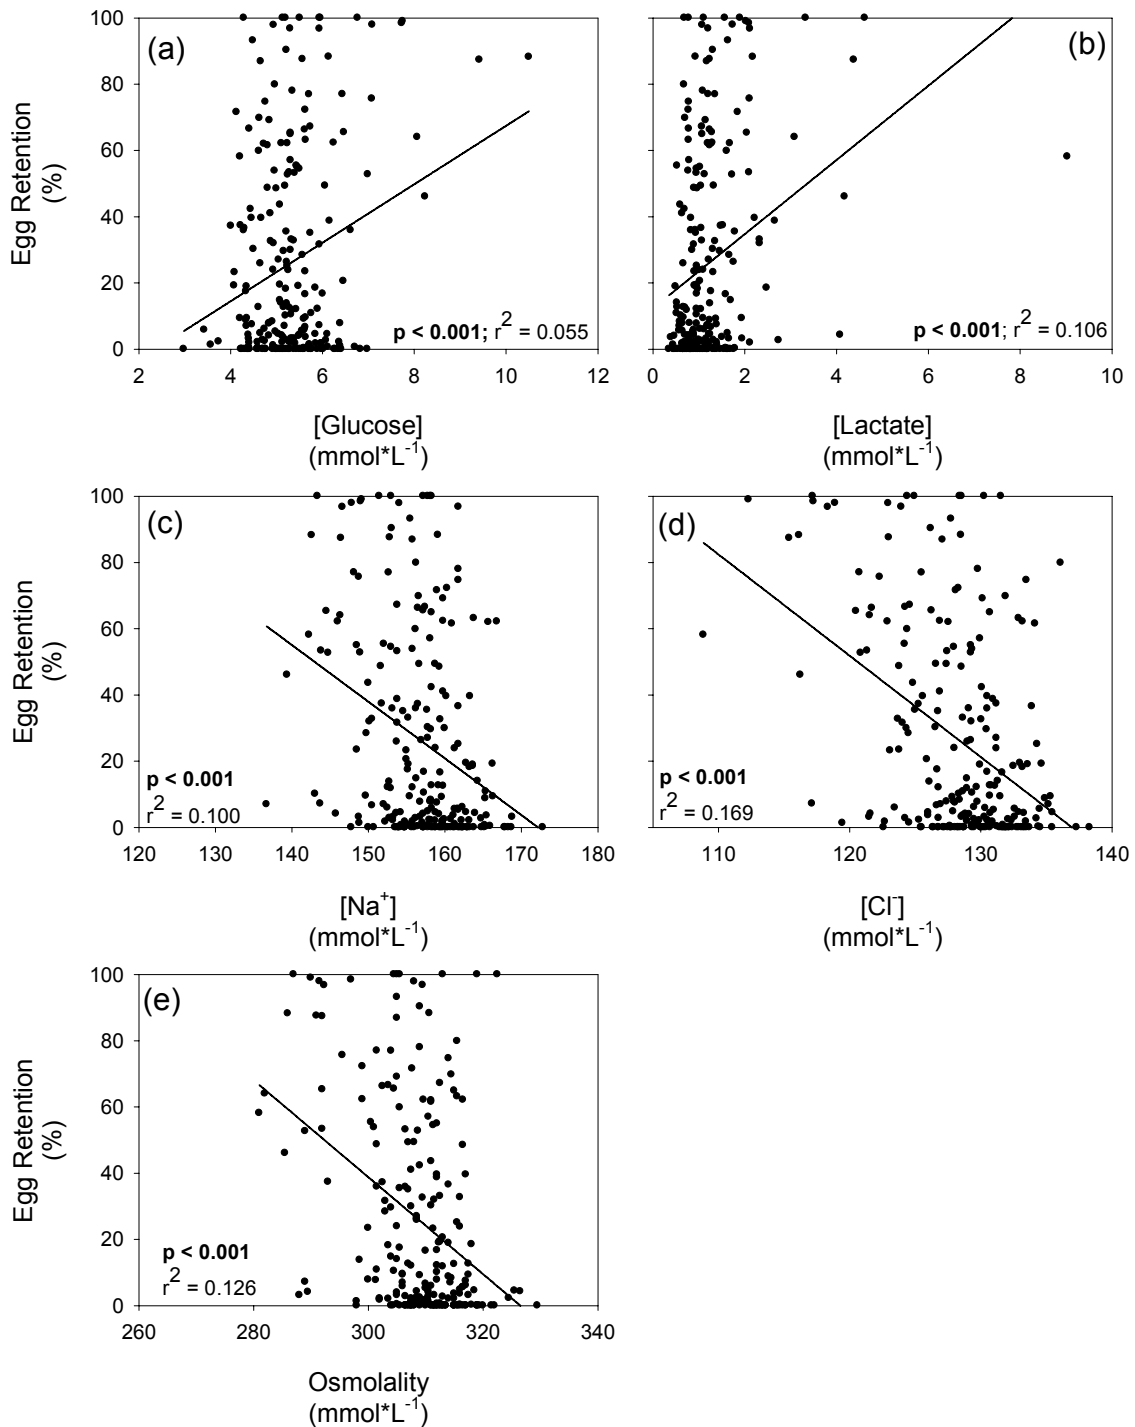 100
80
60
40
20
0
Egg Retention
(%)
(a)
p < 0.001; r² = 0.055
2 4 6 8 10 12
[Glucose]
(mmol*L⁻¹)
(b)
p < 0.001; r² = 0.106
0 2 4 6 8 10
[Lactate]
(mmol*L⁻¹)
100
80
60
40
20
0
Egg Retention
(%)
(c)
p < 0.001
r² = 0.100
120 130 140 150 160 170 180
[Na⁺]
(mmol*L⁻¹)
(d)
p < 0.001
r² = 0.169
110 120 130 140
[Cl⁻]
(mmol*L⁻¹)
100
80
60
40
20
0
Egg Retention
(%)
(e)
p < 0.001
r² = 0.126
260 280 300 320 340
Osmolality
(mmol*L⁻¹)